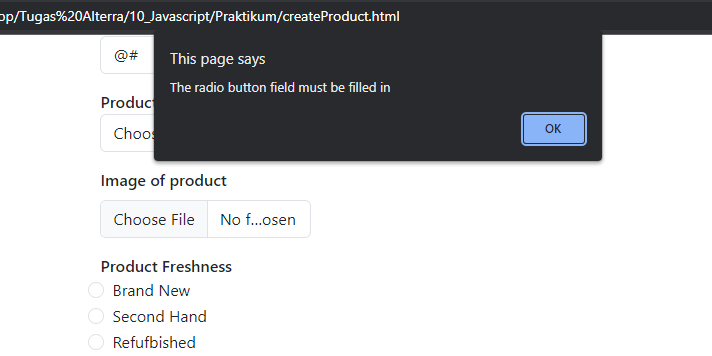 op/Tugas%20Alterra/10_Javascript/Praktikum/createProduct.html
This page says
The radio button field must be filled in
OK
@#
Product
Choos
Image of product
Choose File No f...osen
Product Freshness
Brand New
Second Hand
Refufbished